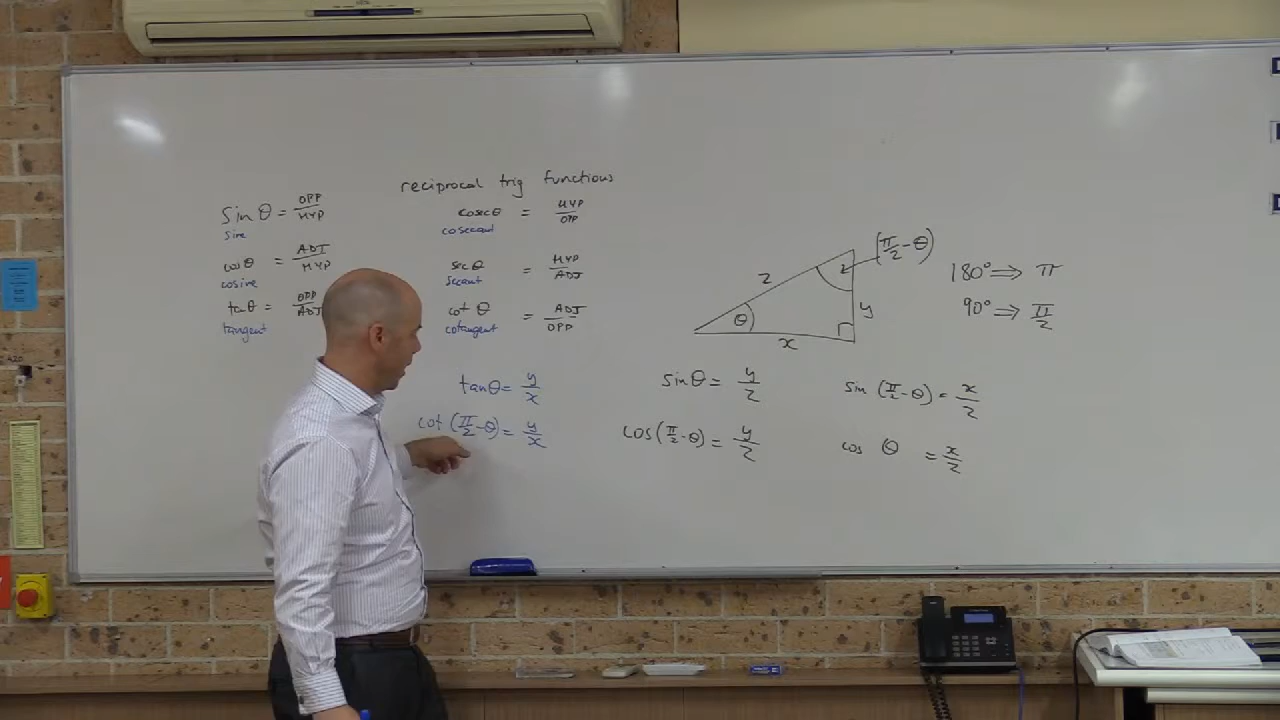 reciprocal trig functions
sin θ = OPP/HYP
sine
cosec θ = HYP/OPP
cosecant
cos θ = ADJ/HYP
cosine
sec θ = HYP/ADJ
secant
tan θ = OPP/ADJ
tangent
cot θ = ADJ/OPP
cotangent
tan θ = y/x
cot (π/2 - θ) = y/x
(π/2 - θ)
z
θ
y
x
180° ⇒ π
90° ⇒ π/2
sin θ = y/z
cos (π/2 - θ) = y/z
sin (π/2 - θ) = x/z
cos θ = x/z